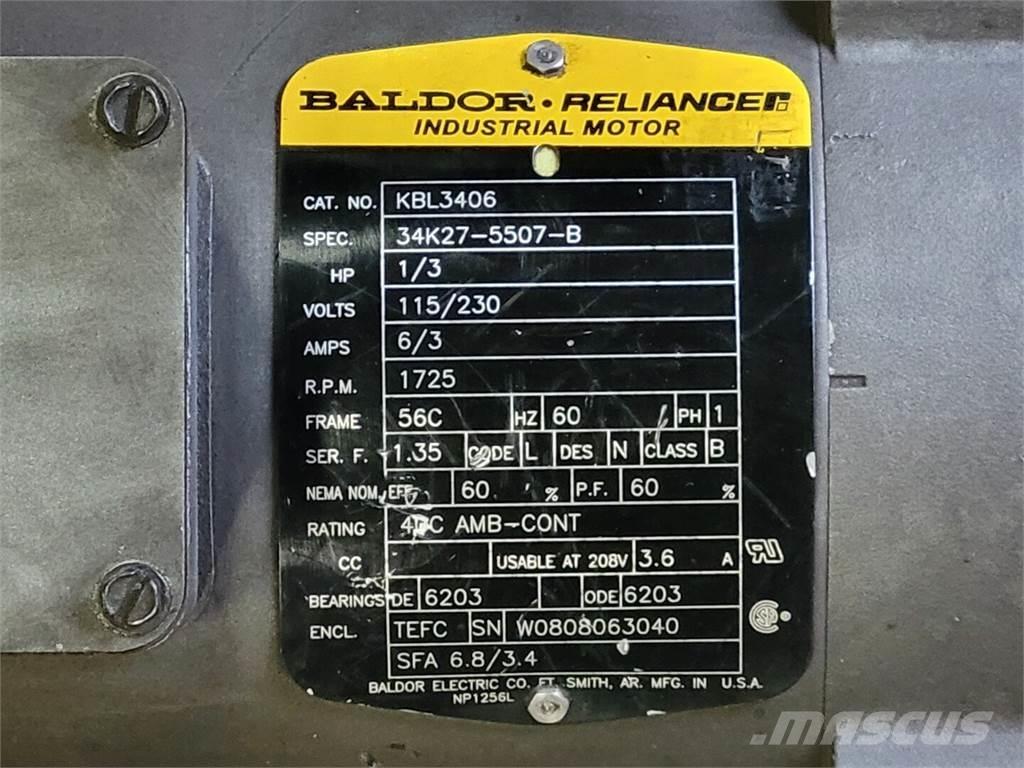 BALDOR • RELIANCER
INDUSTRIAL MOTOR
CAT. NO. KBL3406
SPEC. 34K27-5507-B
HP 1/3
VOLTS 115/230
AMPS 6/3
R.P.M. 1725
FRAME 56C HZ 60 PH 1
SER. F. 1.35 CODE L DES N CLASS B
NEMA NOM. EFF 60 % P.F. 60 %
RATING AMB-CONT
CC USABLE AT 208V 3.6 A
BEARINGS DE 6203 ODE 6203
ENCL. TEFC SN W0808063040
SFA 6.8/3.4
BALDOR ELECTRIC CO. FT. SMITH, AR. MFG. IN U.S.A.
NP1256L
MASCUS